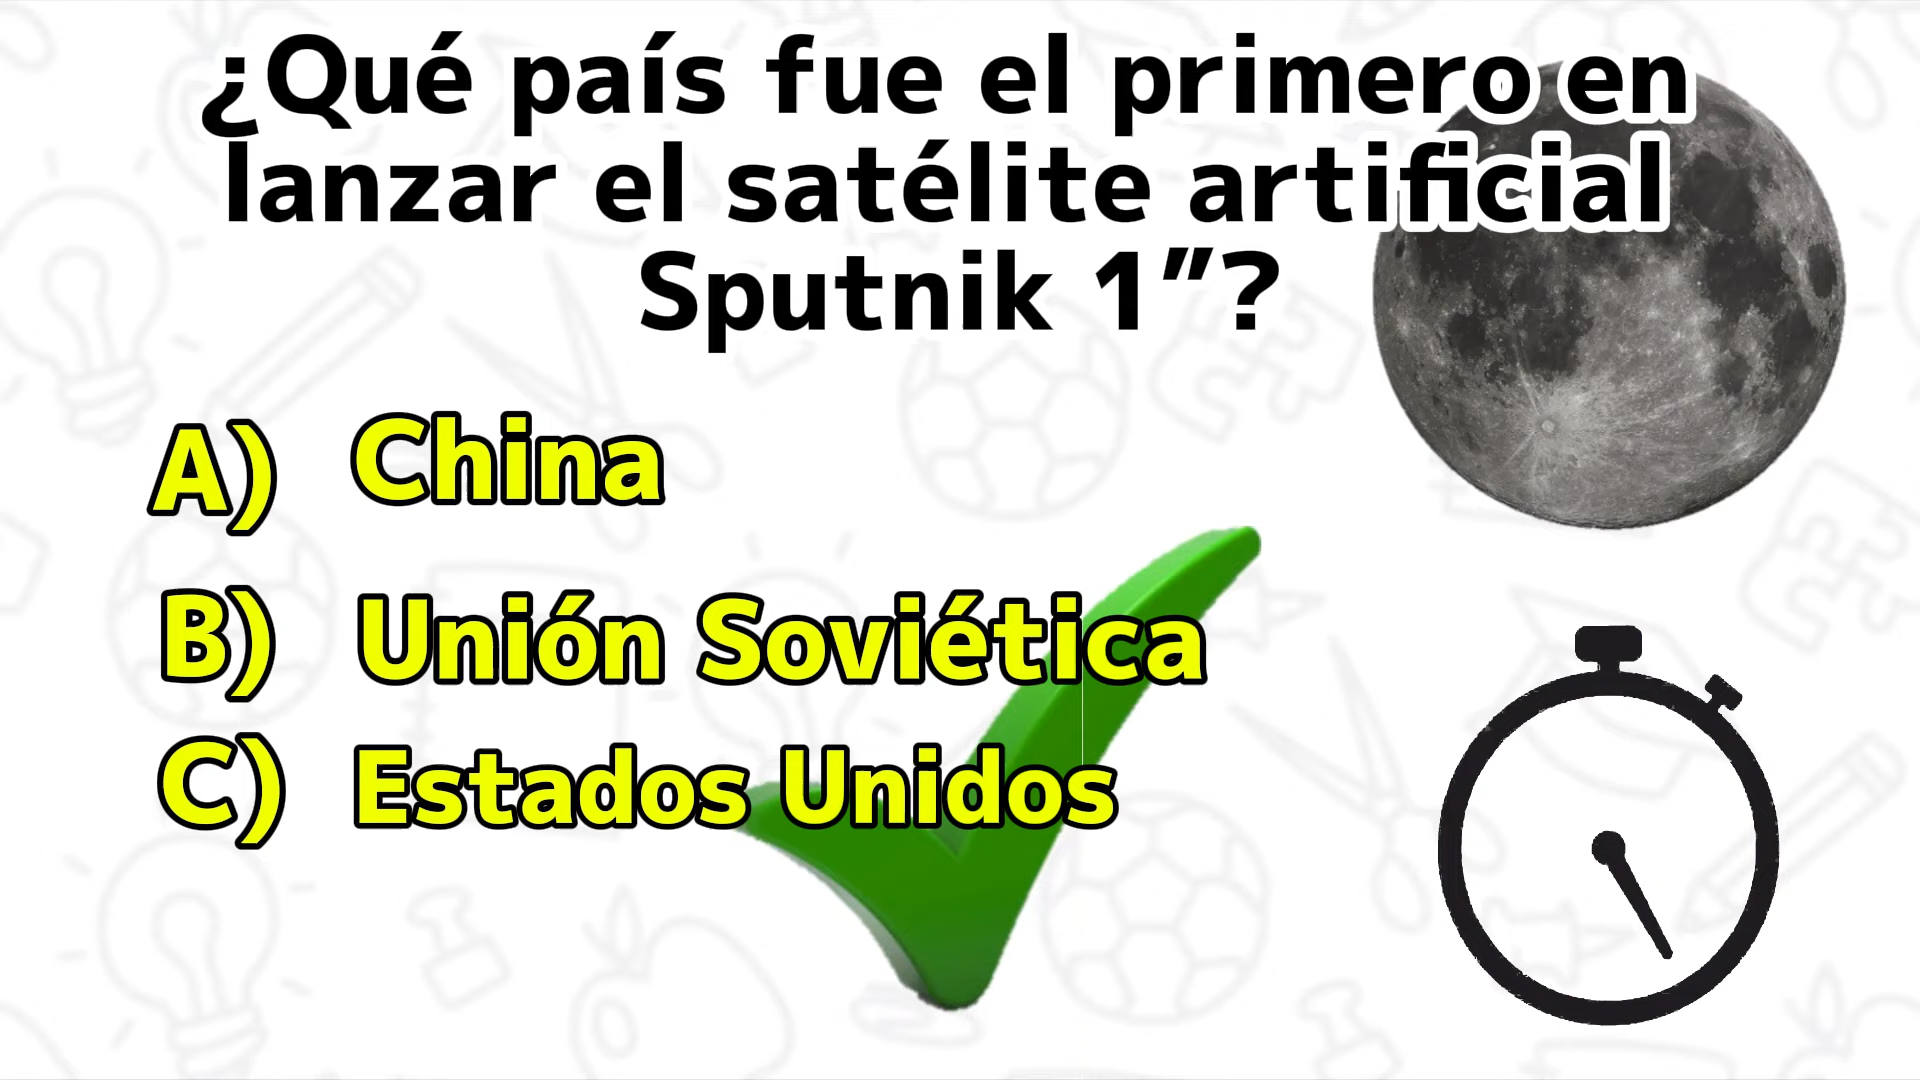 ¿Qué país fue el primero en
lanzar el satélite artificial
Sputnik 1”?
A) China
B) Unión Soviética
C) Estados Unidos